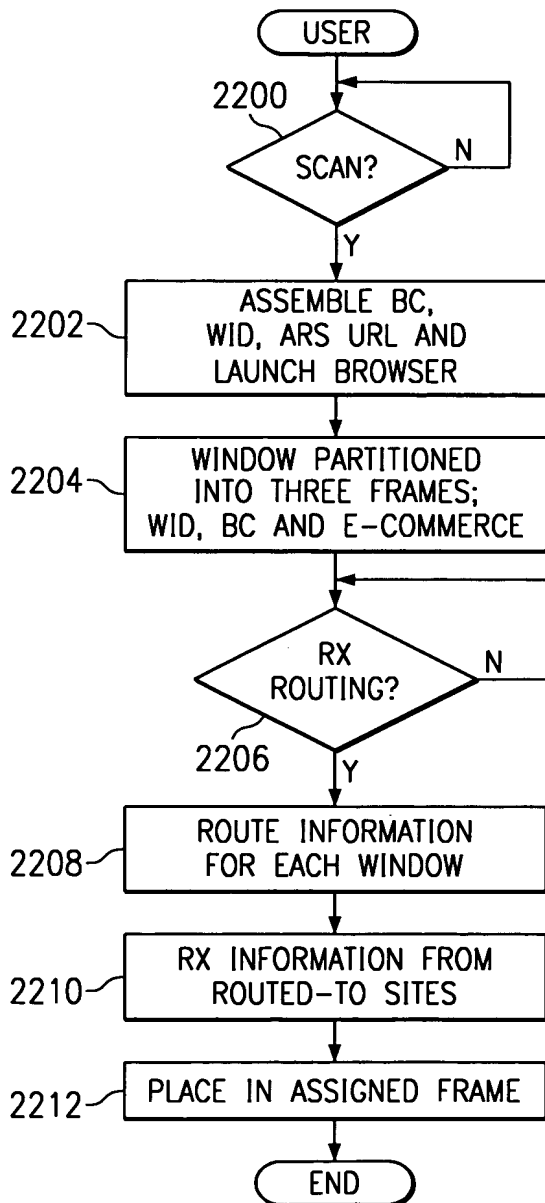 USER
2200
SCAN?
N
Y
2202
ASSEMBLE BC,
WID, ARS URL AND
LAUNCH BROWSER
2204
WINDOW PARTITIONED
INTO THREE FRAMES;
WID, BC AND E-COMMERCE
RX
ROUTING?
N
2206
Y
2208
ROUTE INFORMATION
FOR EACH WINDOW
2210
RX INFORMATION FROM
ROUTED-TO SITES
2212
PLACE IN ASSIGNED FRAME
END